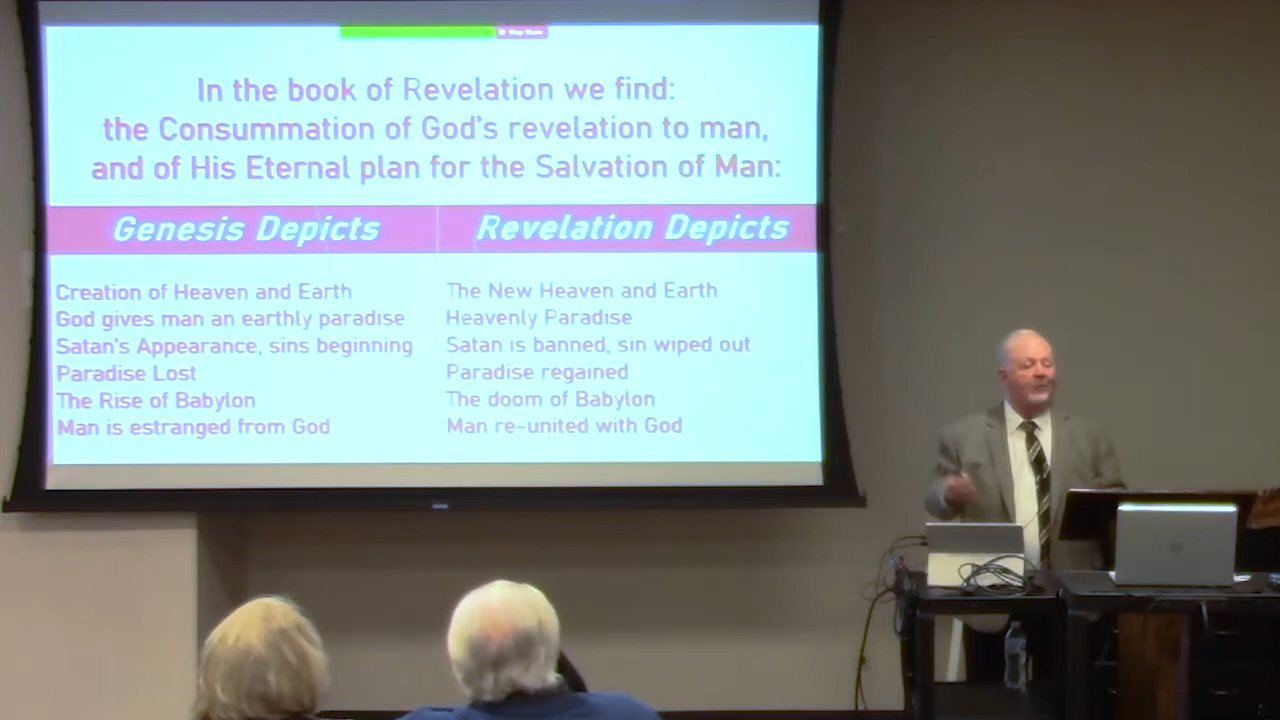 Stop Share
In the book of Revelation we find:
the Consummation of God's revelation to man,
and of His Eternal plan for the Salvation of Man:
Genesis Depicts Revelation Depicts
Creation of Heaven and Earth The New Heaven and Earth
God gives man an earthly paradise Heavenly Paradise
Satan's Appearance, sins beginning Satan is banned, sin wiped out
Paradise Lost Paradise regained
The Rise of Babylon The doom of Babylon
Man is estranged from God Man re-united with God